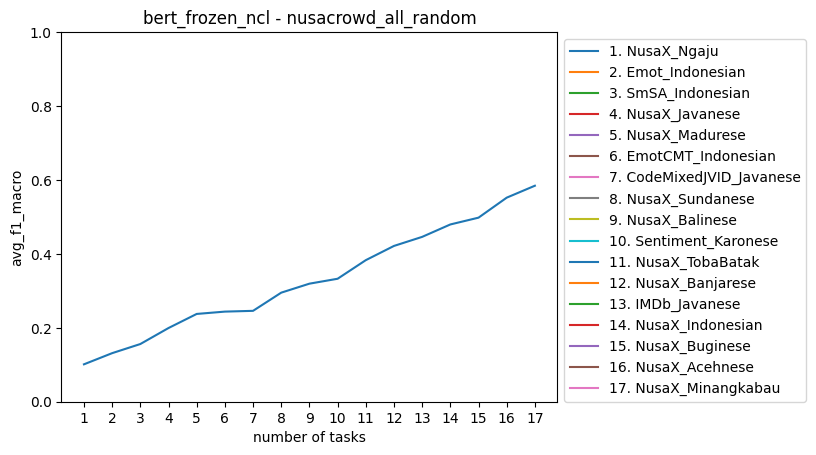 bert_frozen_ncl - nusacrowd_all_random
1.0
0.8
0.6
0.4
0.2
0.0
avg_f1_macro
1 2 3 4 5 6 7 8 9 10 11 12 13 14 15 16 17
number of tasks
1. NusaX_Ngaju
2. Emot_Indonesian
3. SmSA_Indonesian
4. NusaX_Javanese
5. NusaX_Madurese
6. EmotCMT_Indonesian
7. CodeMixedJVID_Javanese
8. NusaX_Sundanese
9. NusaX_Balinese
10. Sentiment_Karonese
11. NusaX_TobaBatak
12. NusaX_Banjarese
13. IMDb_Javanese
14. NusaX_Indonesian
15. NusaX_Buginese
16. NusaX_Acehnese
17. NusaX_Minangkabau